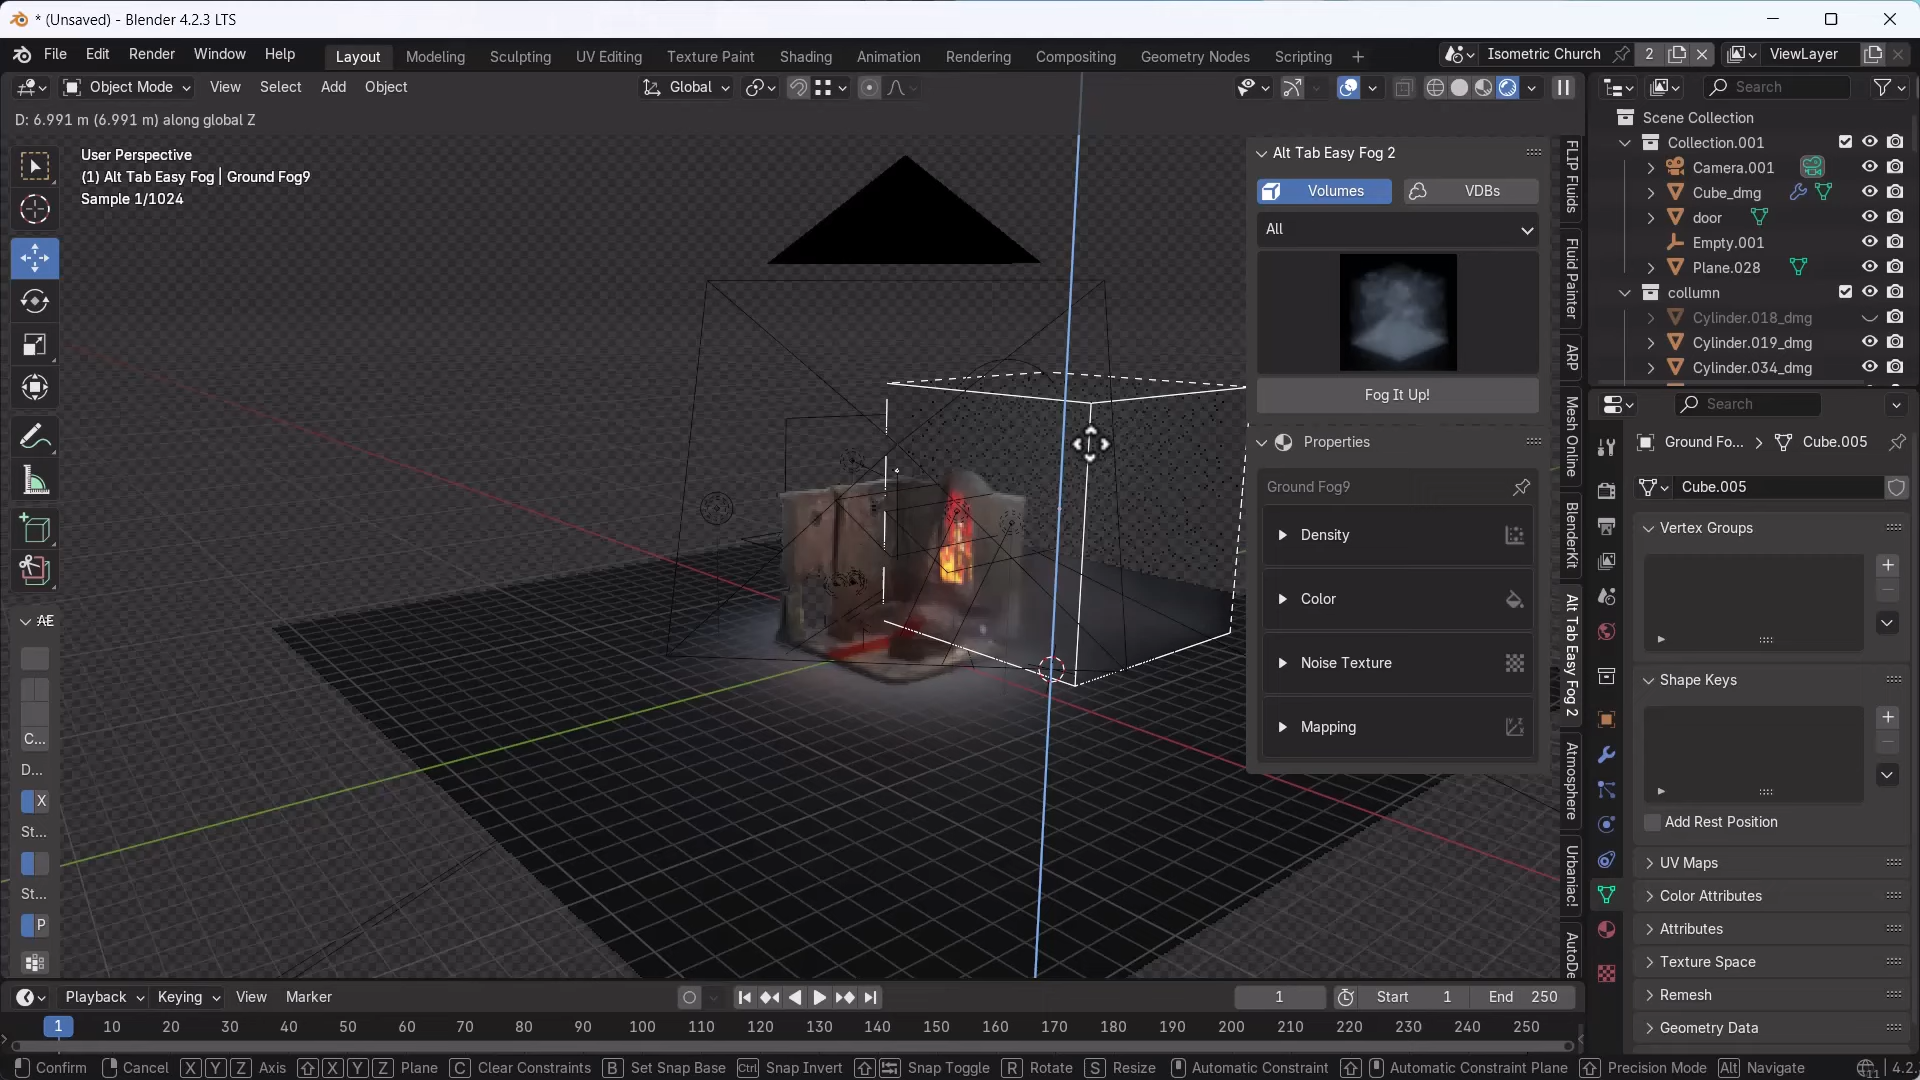 * (Unsaved) - Blender 4.2.3 LTS
File Edit Render Window Help Layout Modeling Sculpting UV Editing Texture Paint Shading Animation Rendering Compositing Geometry Nodes Scripting Isometric Church 2 ViewLayer
Object Mode View Select Add Object Global Search
D: 6.991 m (6.991 m) along global Z
Scene Collection
User Perspective
(1) Alt Tab Easy Fog | Ground Fog9
Sample 1/1024
Alt Tab Easy Fog 2
Volumes VDBs
All
Fog It Up!
Properties
Ground Fog9
Density
Color
Noise Texture
Mapping
FLIP Fluids
Fluid Painter
ARP
Mesh Online
BlenderKit
Alt Tab Easy Fog 2
Atmosphere
Urbaniac!
AutoDe
Collection.001
Camera.001
Cube_dmg
door
Empty.001
Plane.028
collumn
Cylinder.018_dmg
Cylinder.019_dmg
Cylinder.034_dmg
Search
Ground Fo... Cube.005
Cube.005
Vertex Groups
Shape Keys
Add Rest Position
UV Maps
Color Attributes
Attributes
Texture Space
Remesh
Geometry Data
AE
C...
D...
X
St...
St...
P
Playback Keying View Marker 1 Start 1 End 250
1 10 20 30 40 50 60 70 80 90 100 110 120 130 140 150 160 170 180 190 200 210 220 230 240 250
Confirm Cancel X Y Z Axis X Y Z Plane C Clear Constraints B Set Snap Base Ctrl Snap Invert Snap Toggle R Rotate S Resize Automatic Constraint Automatic Constraint Plane Precision Mode Alt Navigate 4.2.